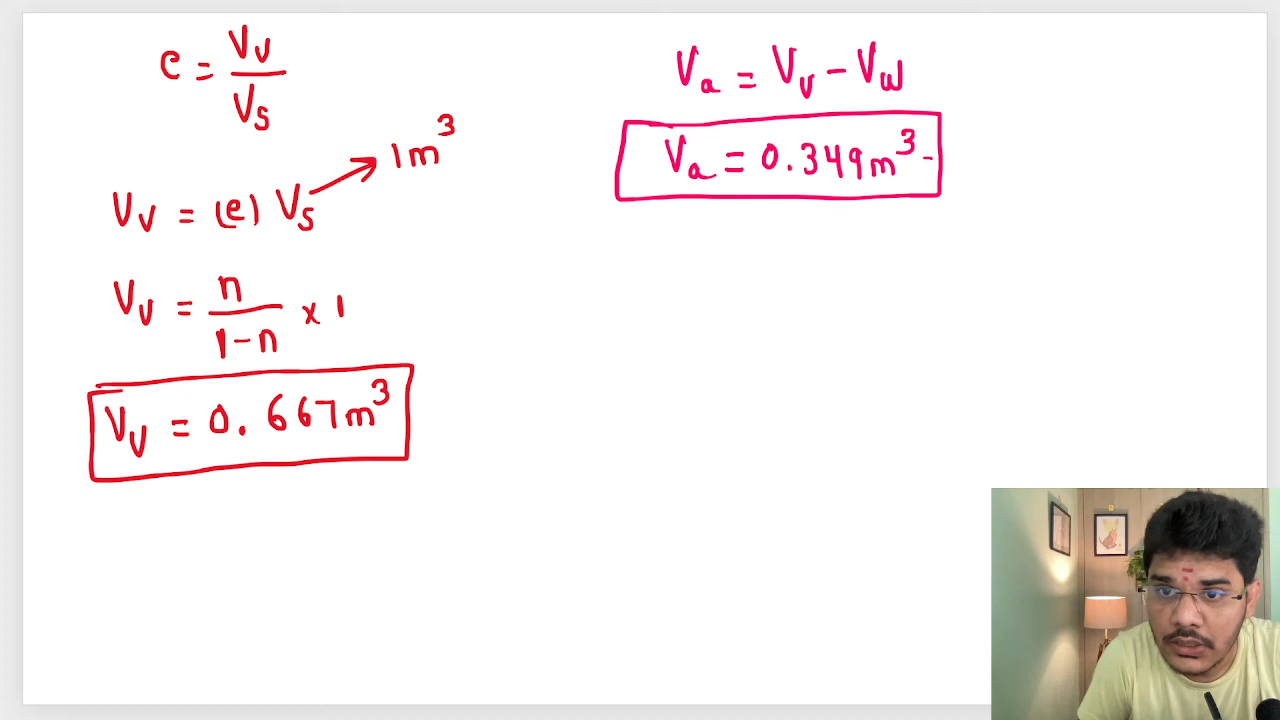 e = Vv/Vs
Vv = (e) Vs → 1m³
Vv = n/1-n x 1
Vv = 0.667m³
Va = Vv - Vw
Va = 0.349m³ -